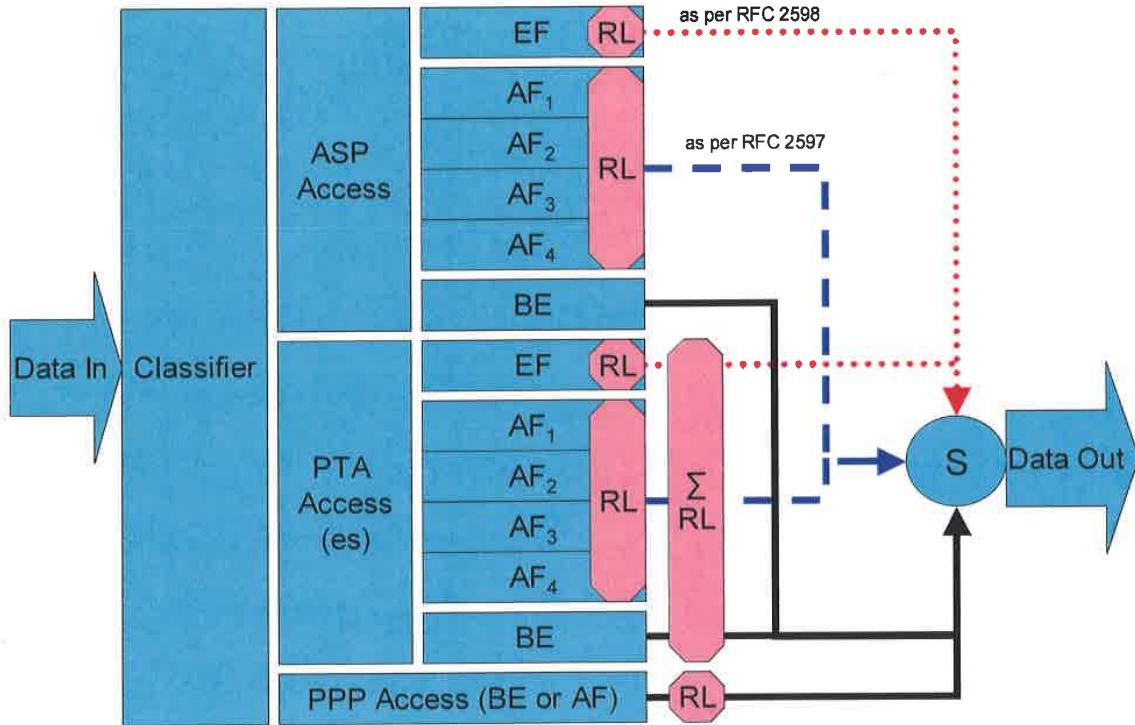 as per RFC 2598
EF
RL
AF1
AF2
AF3
AF4
RL
as per RFC 2597
ASP
Access
BE
Data In
Classifier
EF
RL
AF1
AF2
AF3
AF4
RL
Σ
RL
PTA
Access
(es)
BE
S
Data Out
PPP Access (BE or AF)
RL